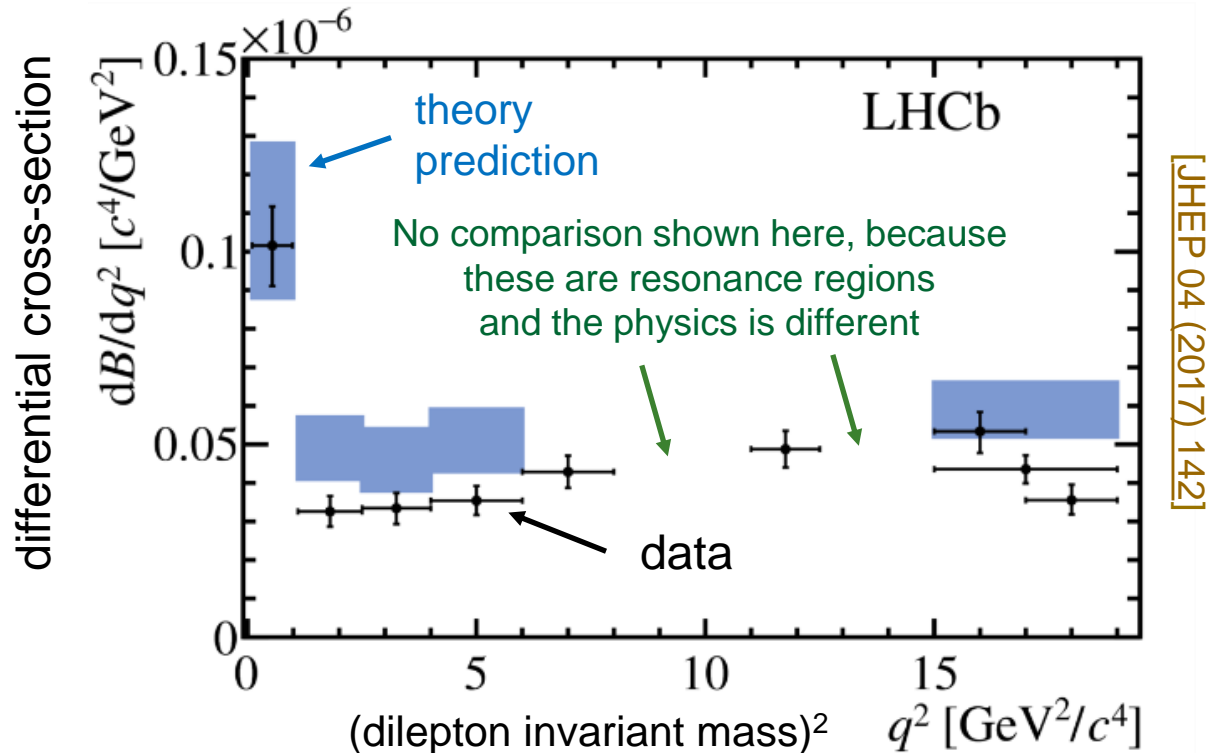 differential cross-section
dB/dq² [c⁴/GeV²]
×10⁻⁶
0.15
0.1
0.05
0
LHCb
theory
prediction
No comparison shown here, because
these are resonance regions
and the physics is different
data
0
5
10
15
(dilepton invariant mass)²
q² [GeV²/c⁴]
[JHEP 04 (2017) 142]